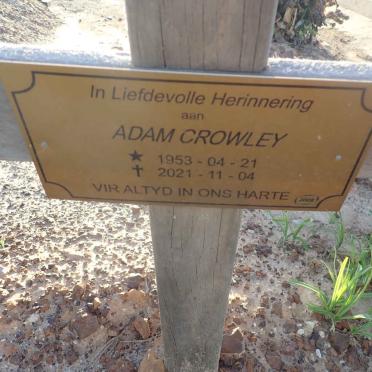 In Liefdevolle Herinnering
aan
ADAM CROWLEY
★ 1953 - 04 - 21
✝ 2021 - 11 - 04
VIR ALTYD IN ONS HARTE